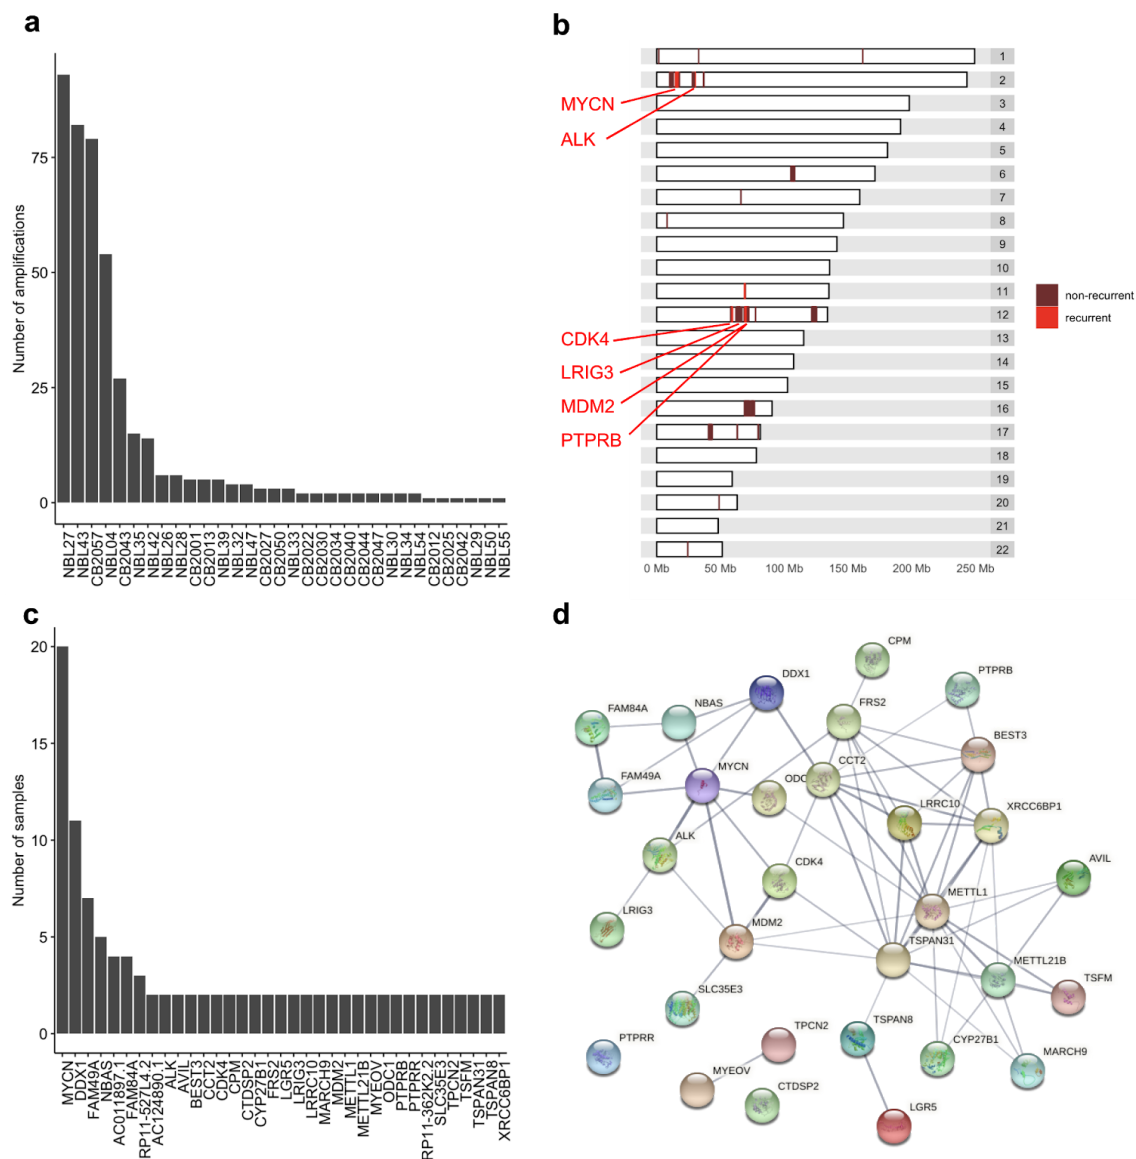 a
Number of amplifications
75
50
25
0
NBL27
NBL43
CB2057
NBL04
CB2043
NBL35
NBL42
NBL26
NBL28
CB2001
CB2013
NBL39
NBL32
NBL47
CB2027
CB2050
NBL33
CB2022
CB2030
CB2034
CB2040
CB2044
CB2047
NBL30
NBL34
NBL54
CB2012
CB2025
CB2042
NBL29
NBL50
NBL55
b
MYCN
ALK
CDK4
LRIG3
MDM2
PTPRB
1
2
3
4
5
6
7
8
9
10
11
12
13
14
15
16
17
18
19
20
21
22
0 Mb 50 Mb 100 Mb 150 Mb 200 Mb 250 Mb
non-recurrent
recurrent
c
Number of samples
20
15
10
5
0
MYCN
DDX1
FAM49A
NBAS
AC011897.1
FAM84A
RP11-527L4.2
AC124890.1
ALK
AVIL
BEST3
CCT2
CDK4
CPM
CTDSP2
CYP27B1
FRS2
LGR5
LRIG3
LRRC10
MARCH9
MDM2
METTL1
METTL21B
MYEOV
ODC1
PTPRB
PTPRR
RP11-362K2.2
SLC35E3
TPCN2
TSFM
TSPAN31
TSPAN8
XRCC6BP1
d
CPM
PTPRB
DDX1
FRS2
FAM84A
NBAS
BEST3
CCT2
MYCN
ODC
FAM49A
LRRC10
XRCC6BP1
ALK
CDK4
AVIL
METTL1
LRIG3
MDM2
TSPAN31
METTL21B
TSFM
SLC35E3
TSPAN8
TPCN2
CYP27B1
MARCH9
PTPRR
MYEOV
CTDSP2
LGR5